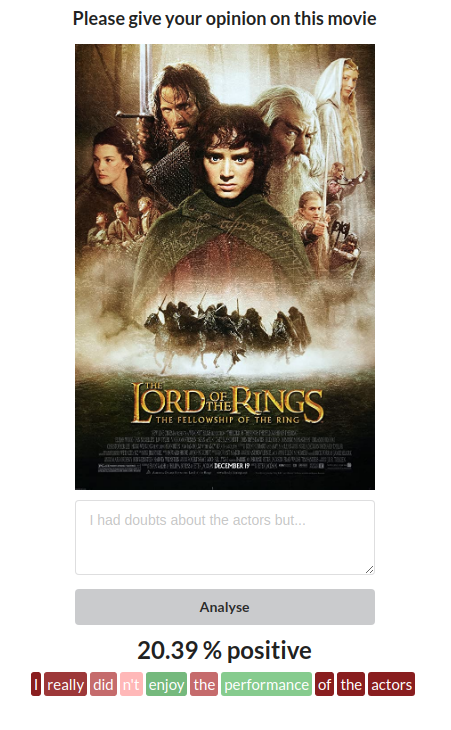 Please give your opinion on this movie
THE
LORD OF THE RINGS
THE FELLOWSHIP OF THE RING
DECEMBER 19
I had doubts about the actors but...
Analyse
20.39 % positive
I really did n't enjoy the performance of the actors